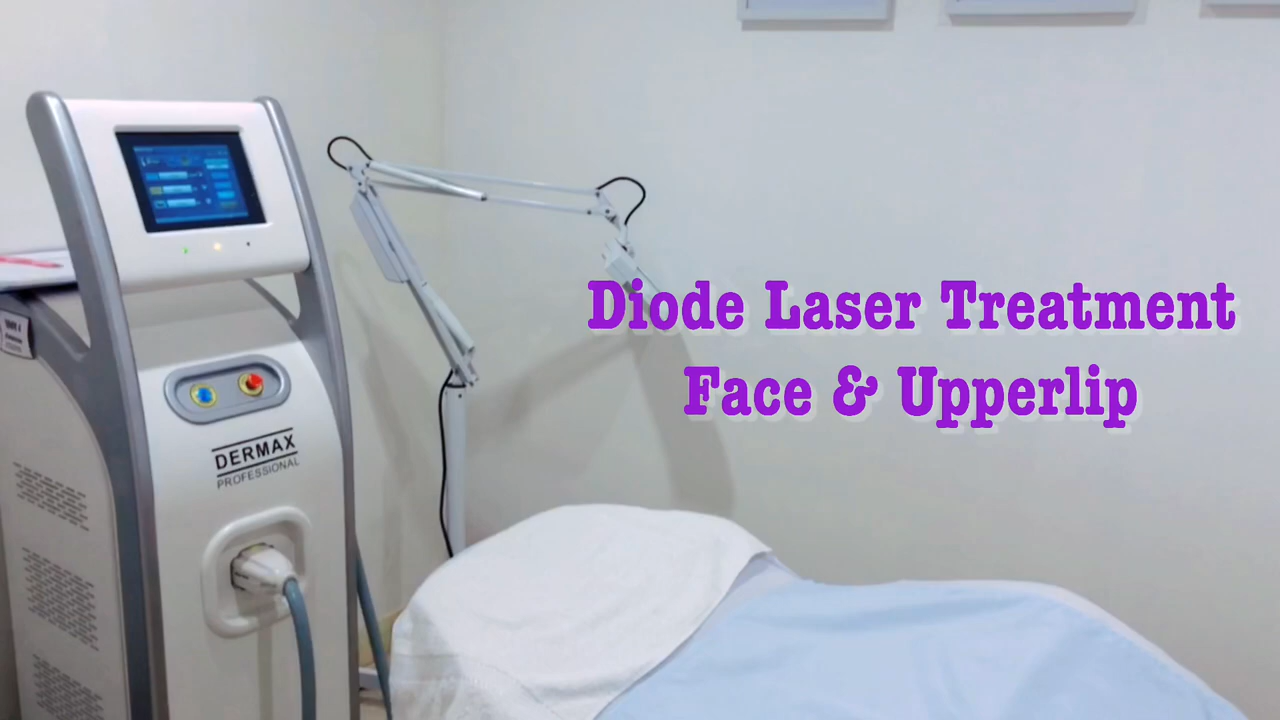 Diode Laser Treatment
Face & Upperlip
DERMAX
PROFESSIONAL